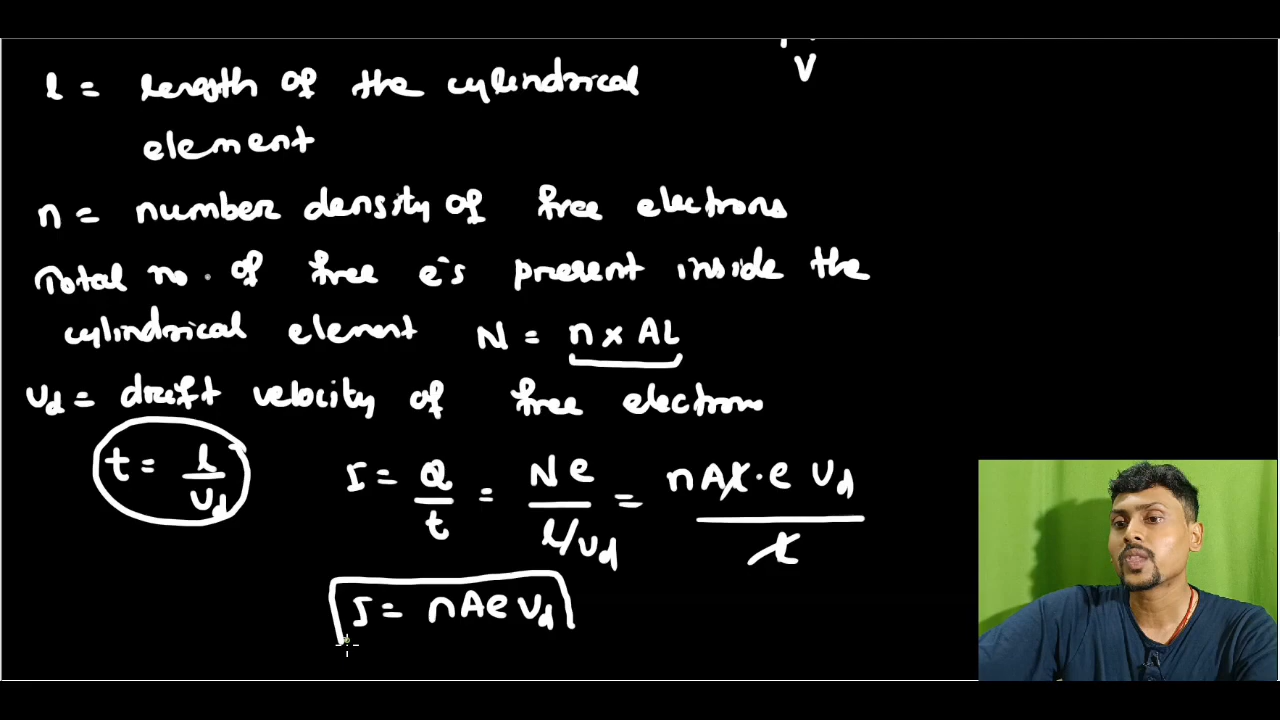 V
l = length of the cylindrical
element
n = number density of free electrons
Total no. of free e⁻s present inside the
cylindrical element N = n x Al
vd = drift velocity of free electrons
t = l/vd I = Q/t = Ne/(l/vd) = nAl·e vd/l
I = nAe vd